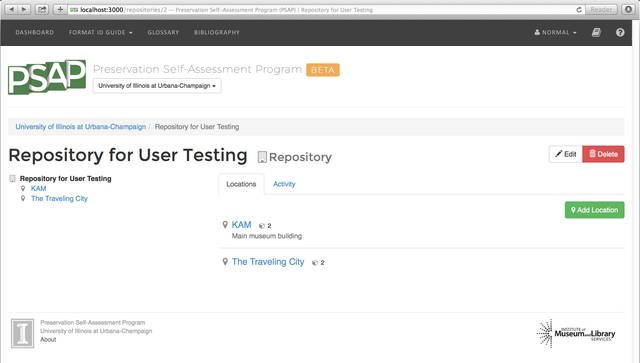 localhost:3000/repositories/2 — Preservation Self-Assessment Program (PSAP) | Repository for User Testing
Reader
DASHBOARD FORMAT ID GUIDE GLOSSARY BIBLIOGRAPHY NORMAL
PSAP Preservation Self-Assessment Program BETA
University of Illinois at Urbana-Champaign
University of Illinois at Urbana-Champaign / Repository for User Testing
Repository for User Testing Repository
Edit Delete
Repository for User Testing
KAM
The Traveling City
Locations Activity
Add Location
KAM 2
Main museum building
The Traveling City 2
I
Preservation Self-Assessment Program
University of Illinois at Urbana-Champaign
About
INSTITUTE of
Museum and Library
SERVICES